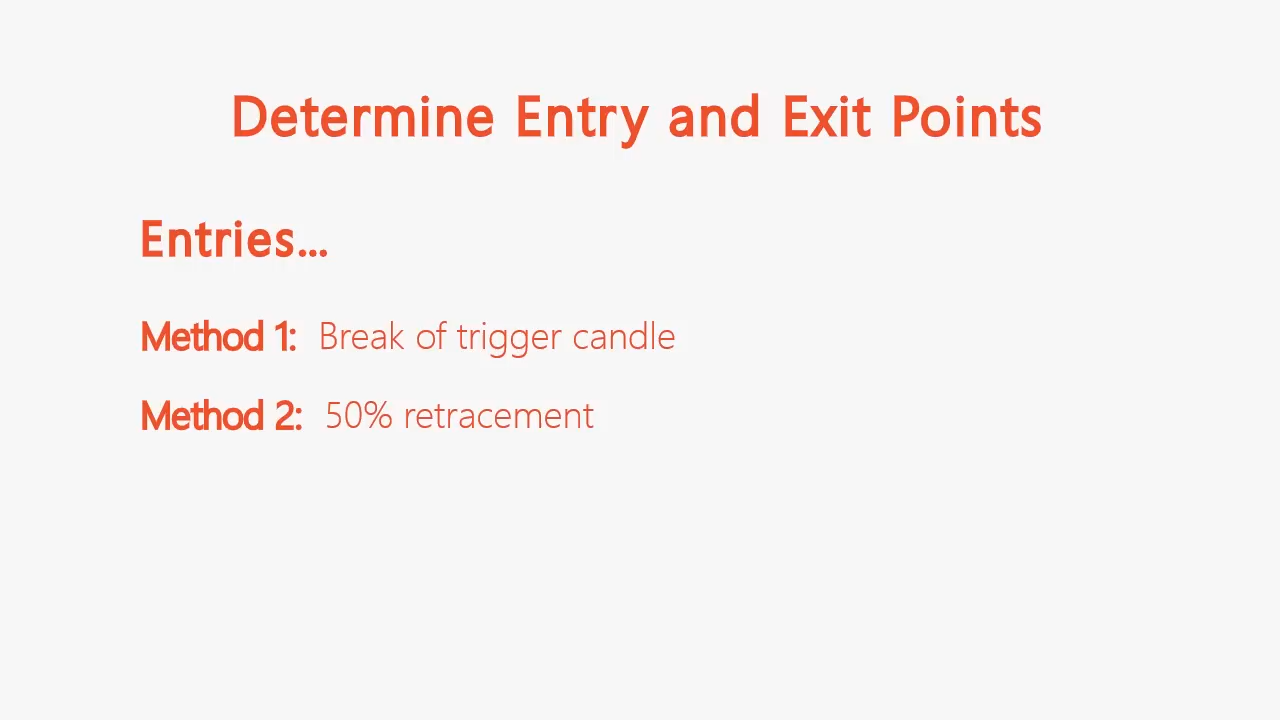 Determine Entry and Exit Points
Entries...
Method 1: Break of trigger candle
Method 2: 50% retracement